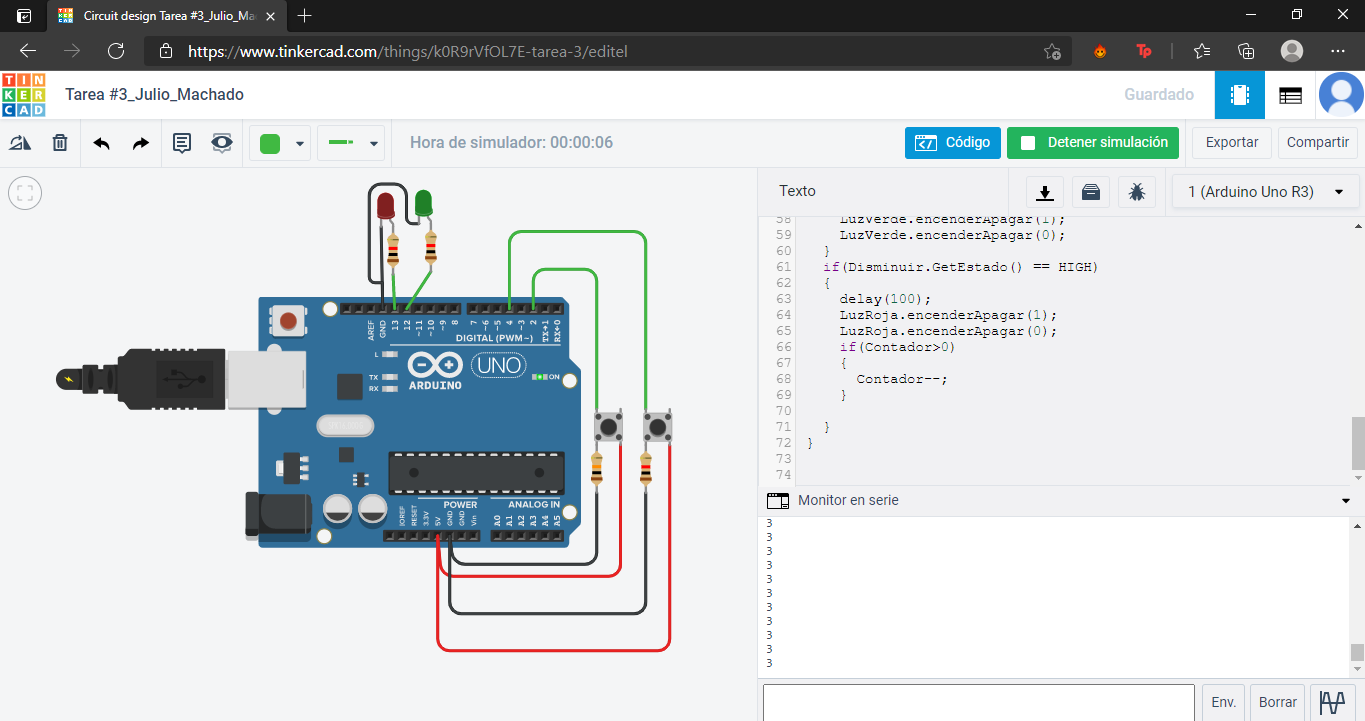 Circuit design Tarea #3_Julio_Ma
https://www.tinkercad.com/things/k0R9rVfOL7E-tarea-3/editel
Tp
TIN
KER
CAD
Tarea #3_Julio_Machado
Guardado
Hora de simulador: 00:00:06
Código
Detener simulación
Exportar
Compartir
Texto
1 (Arduino Uno R3)
58 LuzVerde.encenderApagar(1);
59 LuzVerde.encenderApagar(0);
60 }
61 if(Disminuir.GetEstado() == HIGH)
62 {
63 delay(100);
64 LuzRoja.encenderApagar(1);
65 LuzRoja.encenderApagar(0);
66 if(Contador>0)
67 {
68 Contador--;
69 }
70
71 }
72 }
73
74
Monitor en serie
3
3
3
3
3
3
3
3
3
3
3
Env.
Borrar
AREF
GND
13
12
~11
~10
~9
8
7
~6
~5
4
~3
2
TX→1
RX←0
DIGITAL (PWM~)
L
TX
RX
ARDUINO
UNO
ON
POWER
ANALOG IN
IOREF
RESET
3.3V
5V
GND
GND
Vin
A0
A1
A2
A3
A4
A5